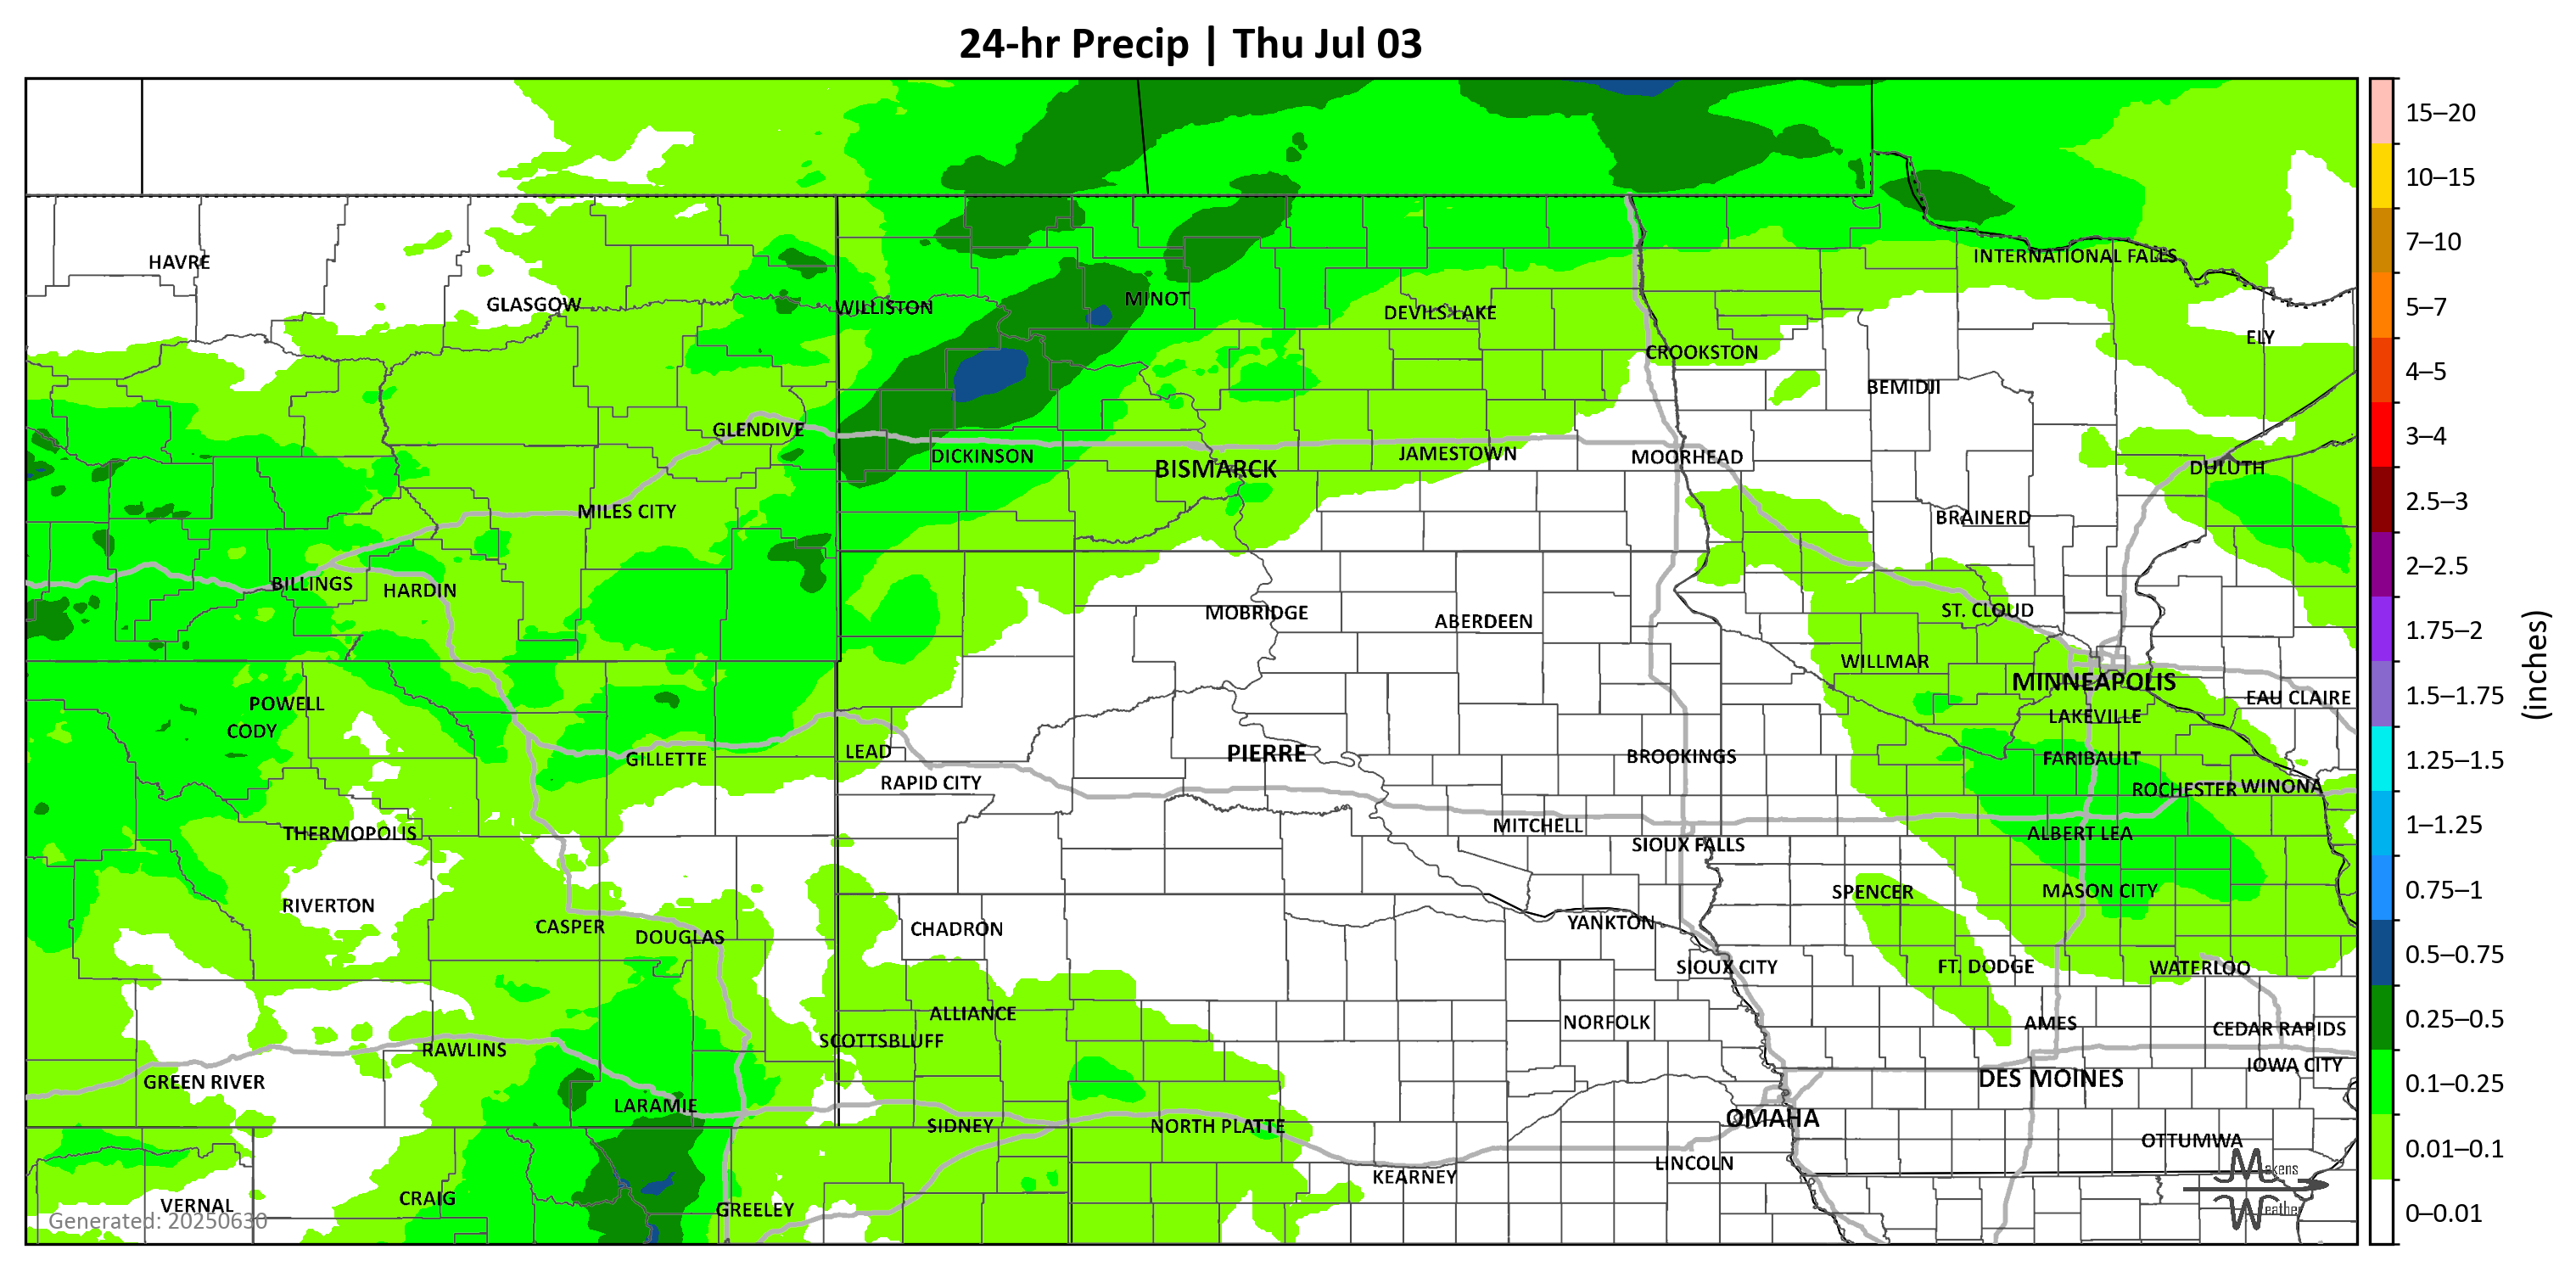 24-hr Precip | Thu Jul 03
15–20
10–15
HAVRE
INTERNATIONAL FALLS
7–10
GLASGOW
WILLISTON
MINOT
DEVILS LAKE
5–7
ELY
CROOKSTON
4–5
BEMIDJI
GLENDIVE
3–4
DICKINSON
BISMARCK
JAMESTOWN
MOORHEAD
DULUTH
2.5–3
MILES CITY
BRAINERD
2–2.5
BILLINGS
HARDIN
MOBRIDGE
ABERDEEN
ST. CLOUD
1.75–2
(inches)
WILLMAR
MINNEAPOLIS
1.5–1.75
EAU CLAIRE
POWELL
LAKEVILLE
CODY
LEAD
PIERRE
BROOKINGS
FARIBAULT
1.25–1.5
GILLETTE
RAPID CITY
ROCHESTER
WINONA
MITCHELL
1–1.25
THERMOPOLIS
ALBERT LEA
SIOUX FALLS
SPENCER
MASON CITY
0.75–1
RIVERTON
CASPER
DOUGLAS
CHADRON
YANKTON
SIOUX CITY
FT. DODGE
WATERLOO
0.5–0.75
ALLIANCE
NORFOLK
AMES
CEDAR RAPIDS
0.25–0.5
SCOTTSBLUFF
RAWLINS
IOWA CITY
GREEN RIVER
DES MOINES
0.1–0.25
LARAMIE
SIDNEY
NORTH PLATTE
OMAHA
OTTUMWA
0.01–0.1
LINCOLN
KEARNEY
Makens
Weather
VERNAL
CRAIG
GREELEY
0–0.01
Generated: 20250630